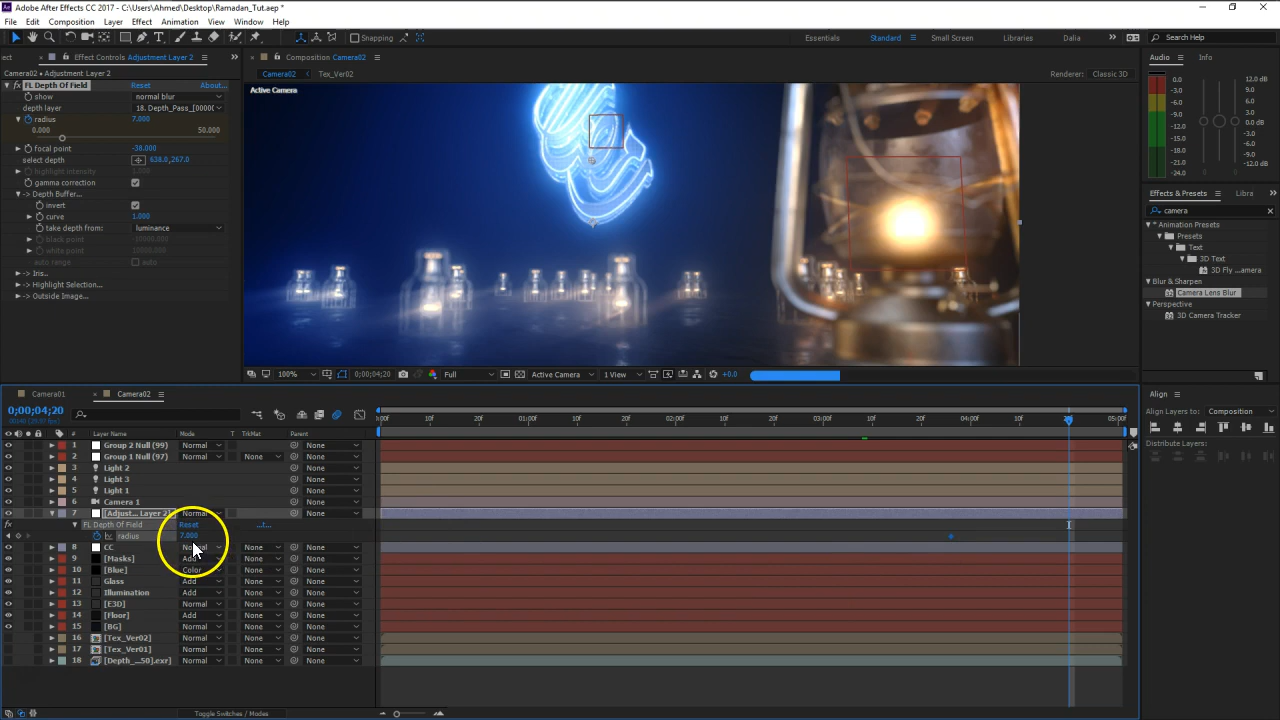 Adobe After Effects CC 2017 - C:\Users\Ahmed\Desktop\Ramadan_Tut.aep *
File Edit Composition Layer Effect Animation View Window Help
Snapping Essentials Standard Small Screen Libraries Dalia Search Help
Effect Controls Adjustment Layer 2 Composition Camera02 Audio Info
Camera02 • Adjustment Layer 2 Camera02 Tex_Ver02 Renderer: Classic 3D
fx FL Depth Of Field Reset About...
show normal blur
depth layer 18. Depth_Pass_[0000(
radius 7.000
0.000 50.000
focal point -38.000
select depth 638.0,267.0
highlight intensity 1.000
gamma correction
-> Depth Buffer...
invert
curve 1.000
take depth from: luminance
black point -10000.000
white point 10000.000
auto range auto
-> Iris..
-> Highlight Selection...
-> Outside Image...
Active Camera
0.0 12.0 dB
-3.0 9.0
-6.0 6.0
-9.0 3.0
-12.0 0.0 dB
-15.0 -3.0
-18.0 -6.0
-21.0 -9.0
-24.0 -12.0 dB
Effects & Presets Libra
camera
* Animation Presets
Presets
Text
3D Text
3D Fly ...amera
Blur & Sharpen
Camera Lens Blur
Perspective
3D Camera Tracker
100% 0;00;04;20 Full Active Camera 1 View +0.0
Camera01 Camera02
0;00;04;20
:00f 10f 20f 01:00f 10f 20f 02:00f 10f 20f 03:00f 10f 20f 04:00f 10f 05:00f
# Layer Name Mode T TrkMat Parent
1 Group 2 Null (99) Normal None
2 Group 1 Null (97) Normal None None
3 Light 2 None
4 Light 3 None
5 Light 1 None
6 Camera 1 None
7 [Adjust... Layer 2] Normal None
fx FL Depth Of Field Reset ...t...
radius 7.000
8 CC None None
9 [Masks] Add None None
10 [Blue] Color None None
11 Glass Add None None
12 Illumination Add None None
13 [E3D] Normal None None
14 [Floor] Add None None
15 [BG] Normal None None
16 [Tex_Ver02] Normal None None
17 [Tex_Ver01] Normal None None
18 [Depth_...50].exr] Normal None None
Toggle Switches / Modes
Align
Align Layers to: Composition
Distribute Layers: